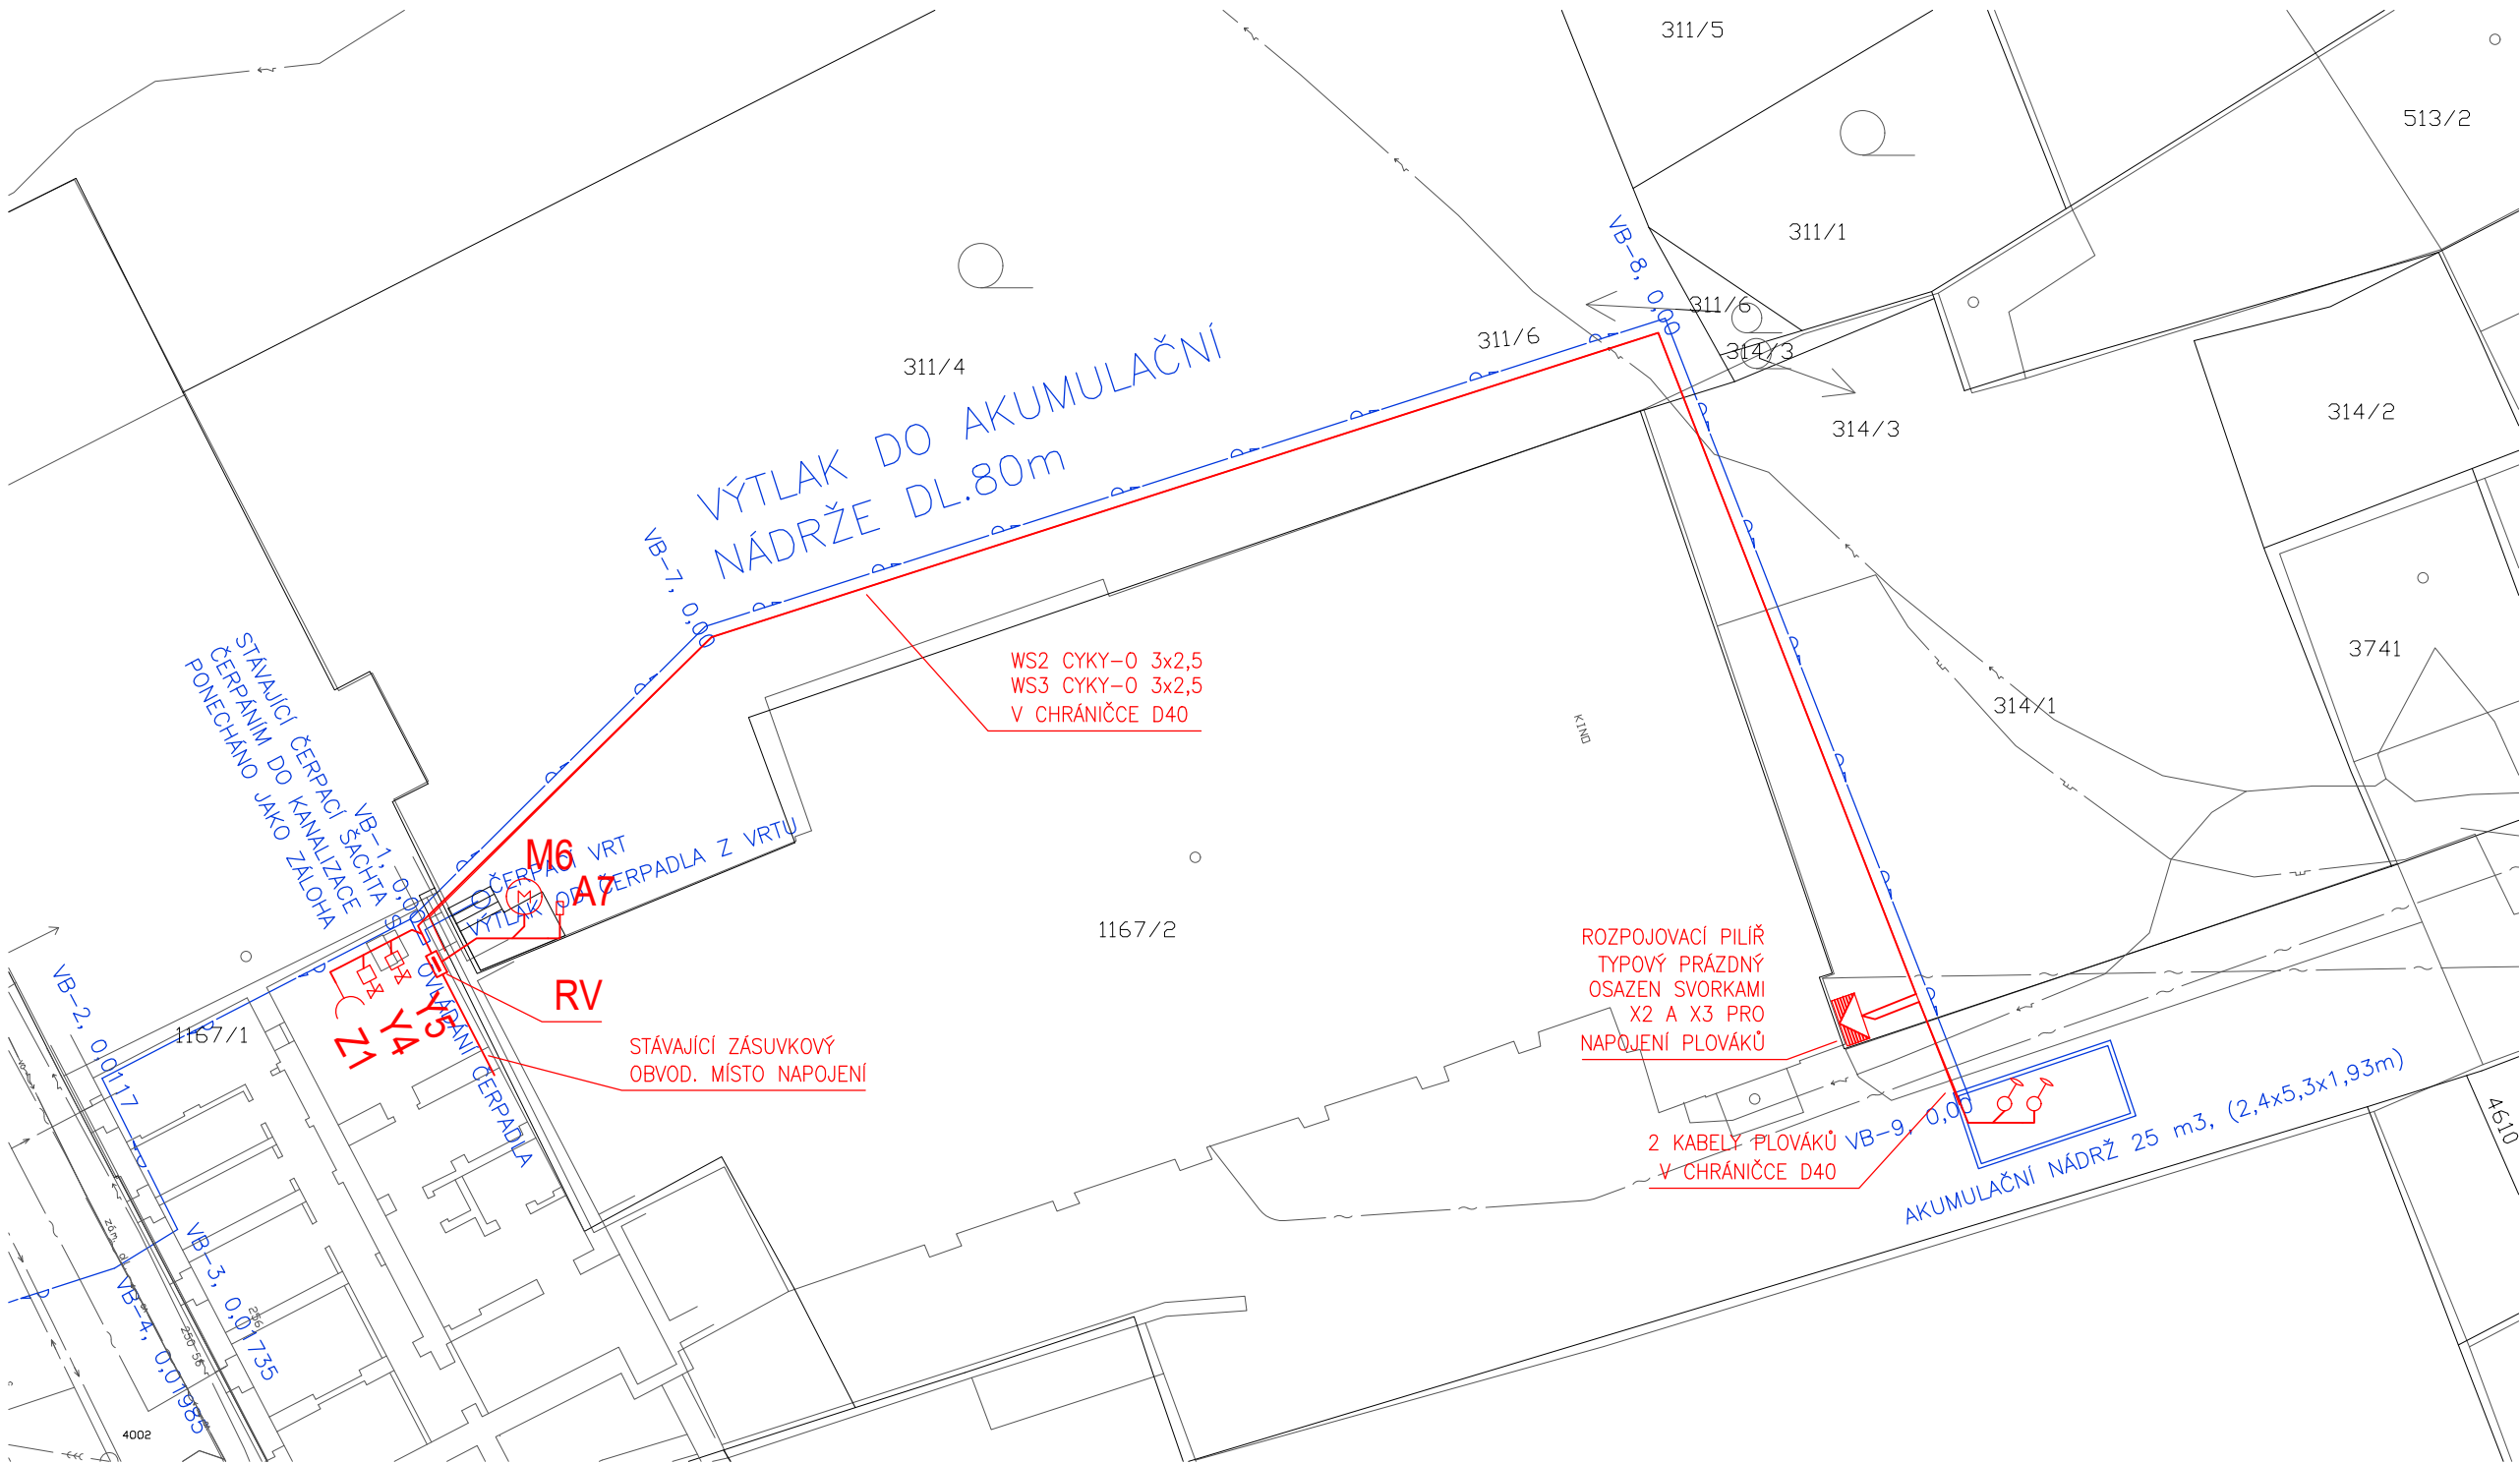 311/5
513/2
311/1
VB-8, 0,00
311/6
311/6
314/3
311/4
314/2
314/3
VÝTLAK DO AKUMULAČNÍ
NÁDRŽE DL.80m
VB-7, 0,00
3741
314/1
WS2 CYKY-O 3x2,5
WS3 CYKY-O 3x2,5
V CHRÁNIČCE D40
KINO
STÁVAJÍCÍ ČERPACÍ ŠACHTA S
ČERPÁNÍM DO KANALIZACE
PONECHÁNO JAKO ZÁLOHA
VB-1, 0,00
M6
ČERPACÍ VRT
A7
VÝTLAK OD ČERPADLA Z VRTU
1167/2
RV
OVLÁDÁNÍ ČERPADLA
Y5
Y4
Z1
1167/1
VB-2, 0,0117
STÁVAJÍCÍ ZÁSUVKOVÝ
OBVOD. MÍSTO NAPOJENÍ
ROZPOJOVACÍ PILÍŘ
TYPOVÝ PRÁZDNÝ
OSAZEN SVORKAMI
X2 A X3 PRO
NAPOJENÍ PLOVÁKŮ
2 KABELY PLOVÁKŮ
V CHRÁNIČCE D40
VB-9, 0,00
AKUMULAČNÍ NÁDRŽ 25 m3, (2,4x5,3x1,93m)
4610
VB-3, 0,01735
VB-4, 0,01985
256
4002